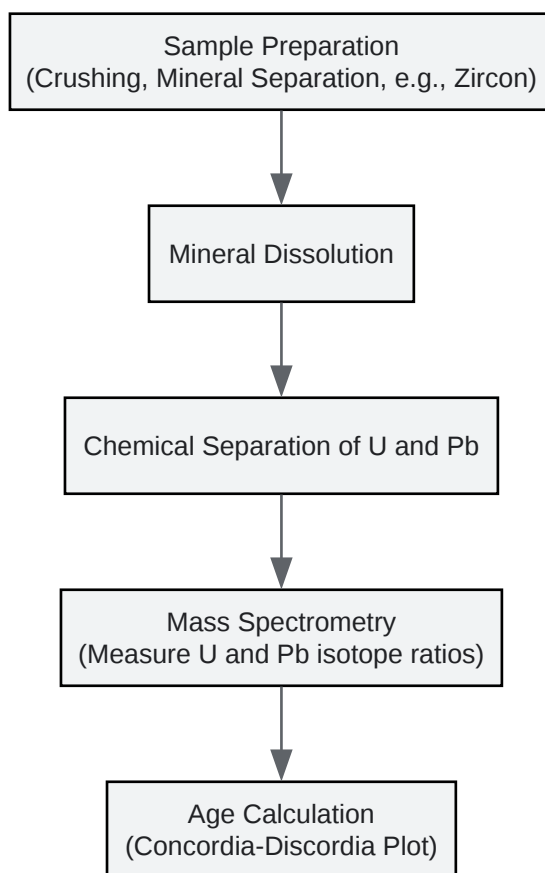 Sample Preparation
(Crushing, Mineral Separation, e.g., Zircon)
Mineral Dissolution
Chemical Separation of U and Pb
Mass Spectrometry
(Measure U and Pb isotope ratios)
Age Calculation
(Concordia-Discordia Plot)